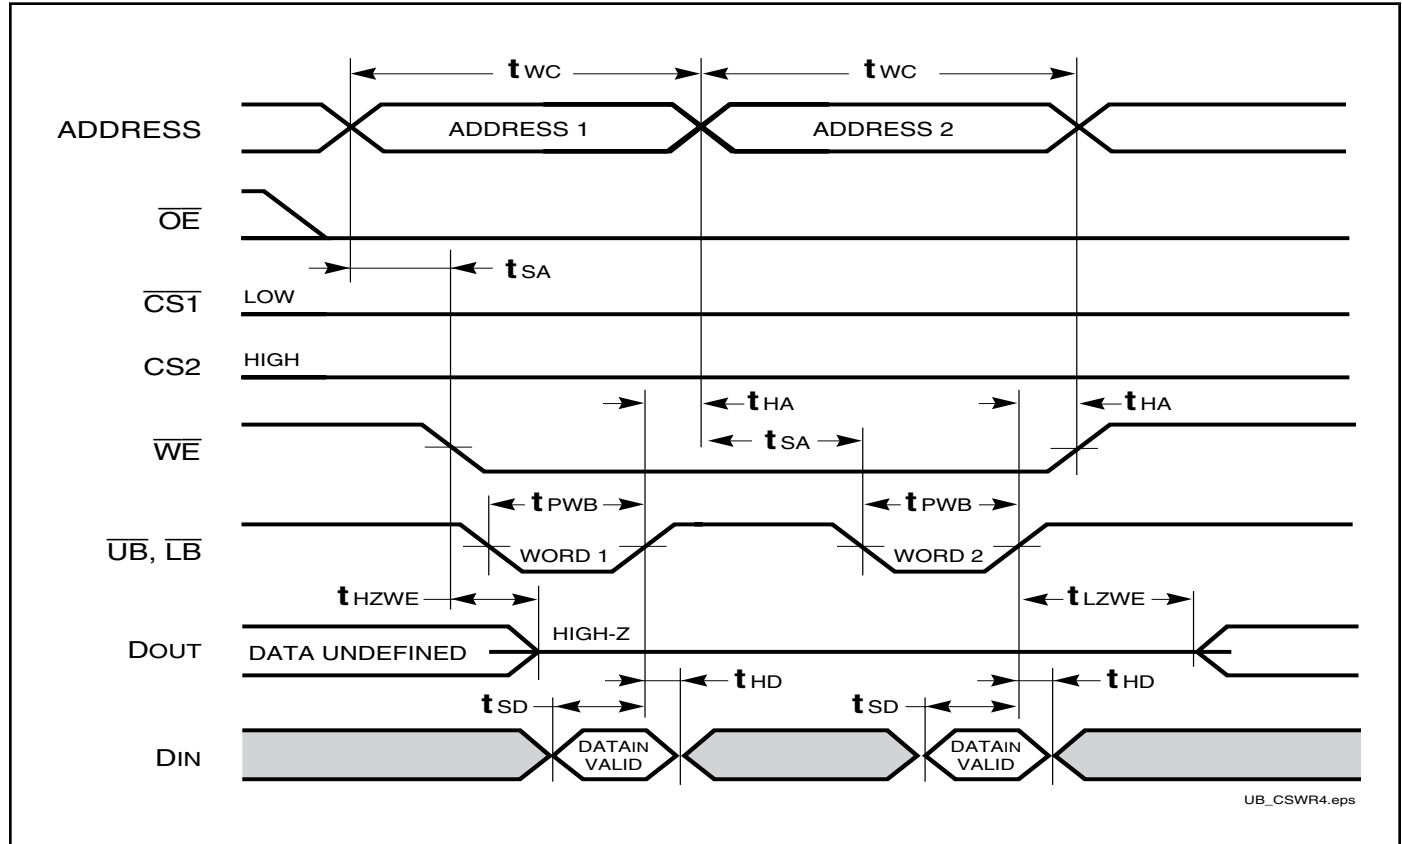 tWC tWC
ADDRESS ADDRESS 1 ADDRESS 2
OE
tSA
CS1 LOW
CS2 HIGH
tHA tHA
tSA
WE
tPWB tPWB
UB, LB WORD 1 WORD 2
tHZWE tLZWE
HIGH-Z
DOUT DATA UNDEFINED
tHD tHD
tSD tSD
DIN DATAIN VALID DATAIN VALID
UB_CSWR4.eps